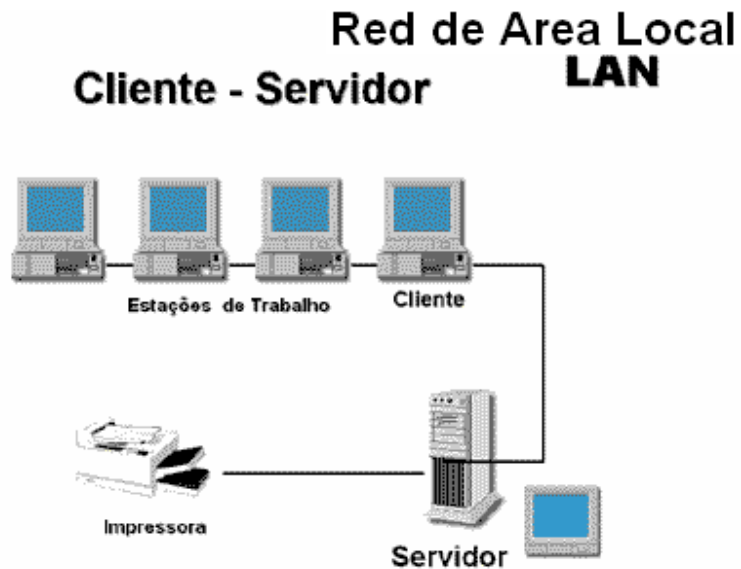 Red de Area Local
LAN
Cliente - Servidor
Estações de Trabalho
Cliente
Impressora
Servidor